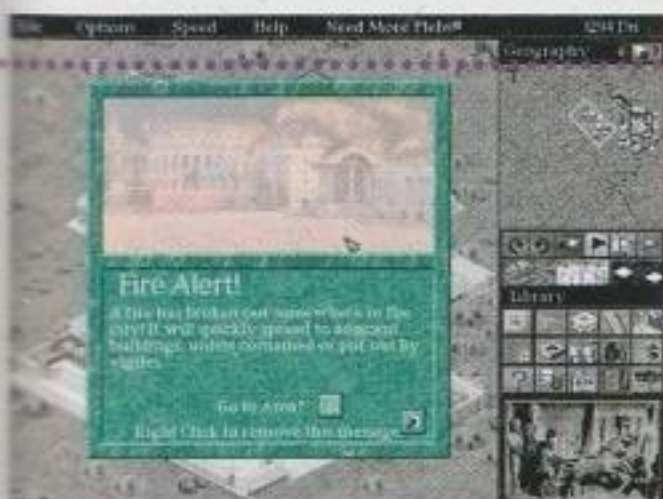 Options Speed Help Need More Plebs!!
Geography
Fire Alert!
A fire has broken out somewhere in the
city! It will quickly spread to adjacent
buildings, unless contained or put out by
vigiles.
Library
Go to Area?
Right Click to remove this message